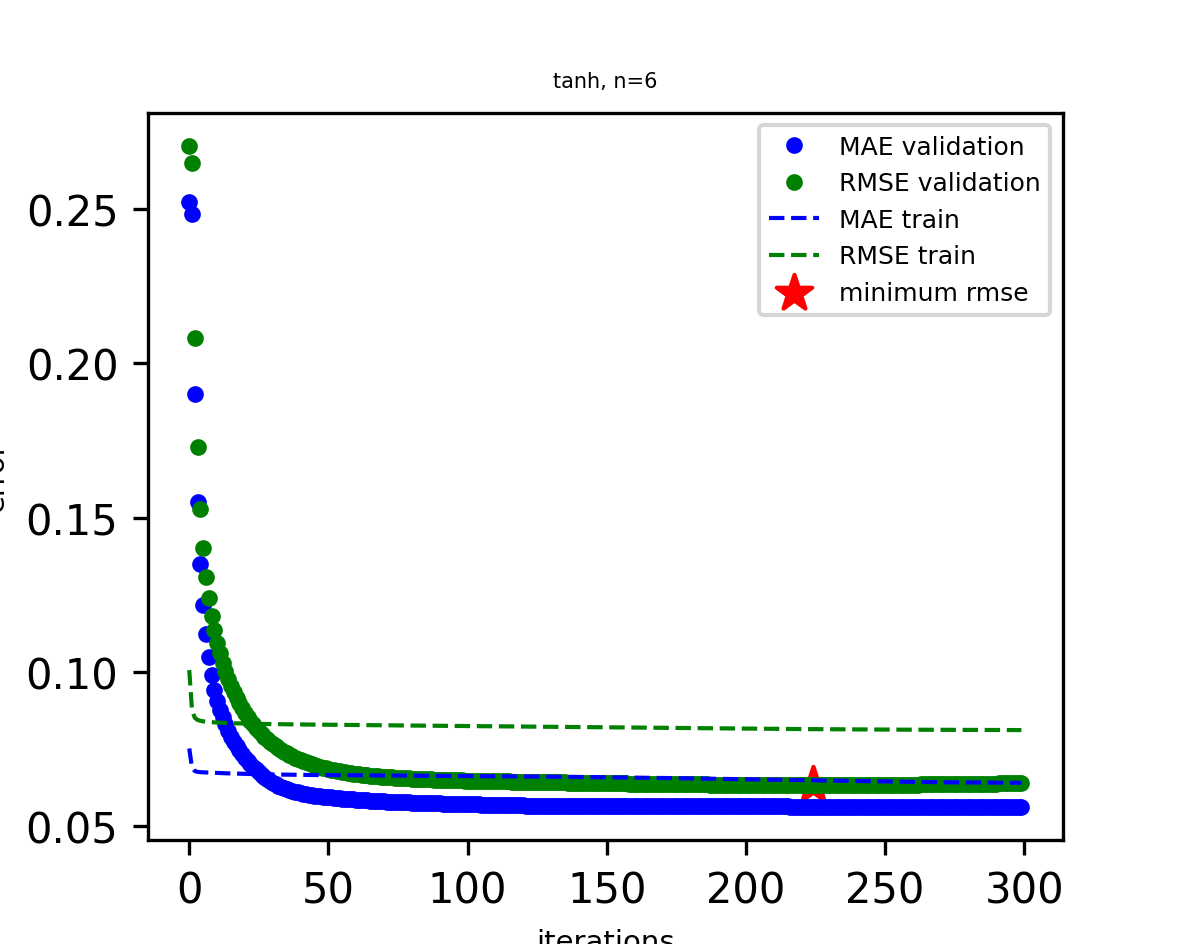 tanh, n=6
MAE validation
RMSE validation
MAE train
RMSE train
minimum rmse
0.25
0.20
0.15
0.10
0.05
0 50 100 150 200 250 300
iterations